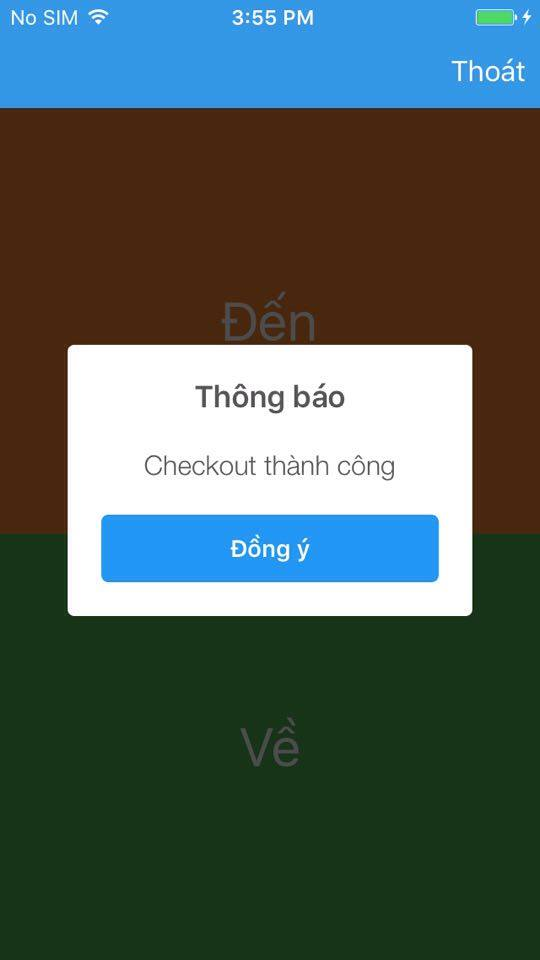 No SIM 3:55 PM
Thoát
Đến
Thông báo
Checkout thành công
Đồng ý
Về